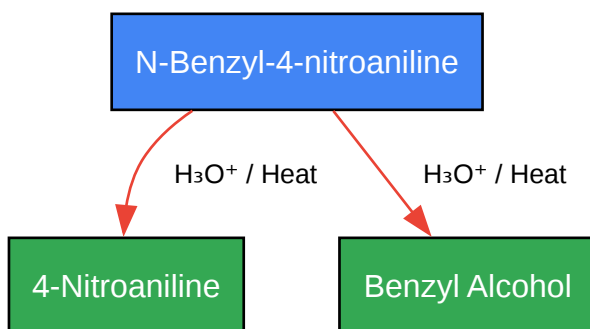 N-Benzyl-4-nitroaniline
H₃O⁺ / Heat
H₃O⁺ / Heat
4-Nitroaniline
Benzyl Alcohol